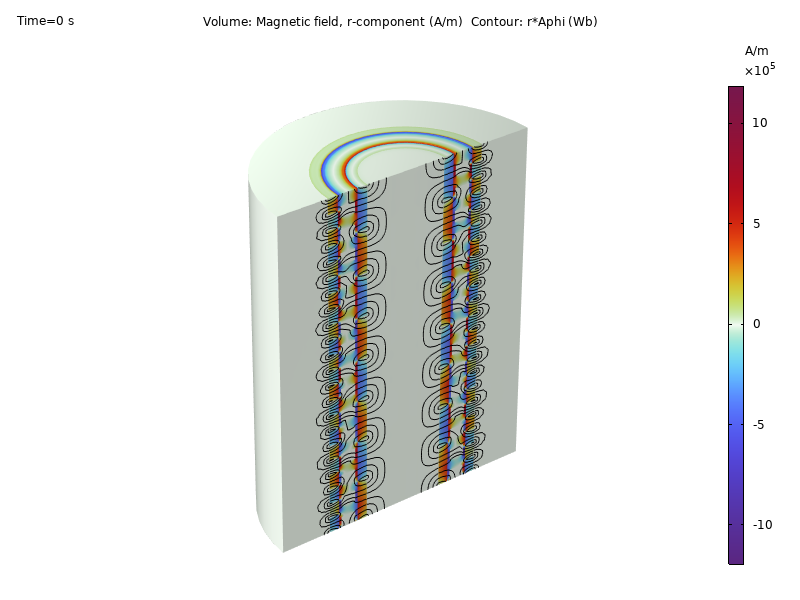 Time=0 s
Volume: Magnetic field, r-component (A/m)  Contour: r*Aphi (Wb)
A/m
×10⁵
10
5
0
-5
-10